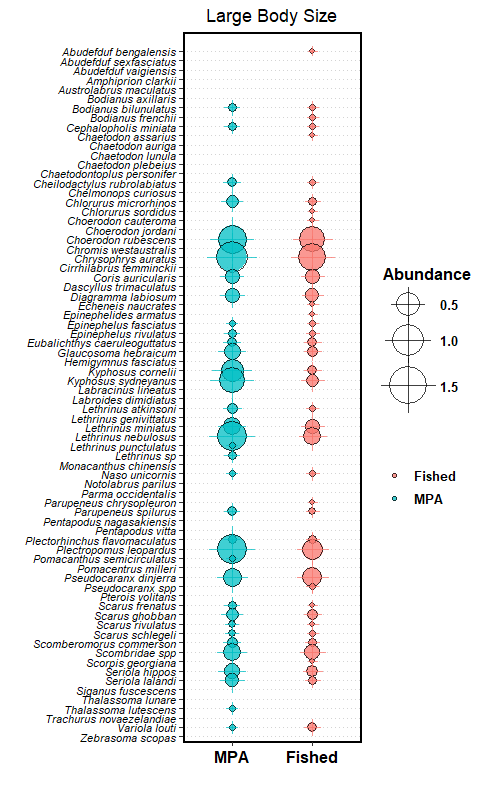 Large Body Size
Abudefduf bengalensis
Abudefduf sexfasciatus
Abudefduf vaigiensis
Amphiprion clarkii
Austrolabrus maculatus
Bodianus axillaris
Bodianus bilunulatus
Bodianus frenchii
Cephalopholis miniata
Chaetodon assarius
Chaetodon auriga
Chaetodon lunula
Chaetodon plebeius
Chaetodontoplus personifer
Cheilodactylus rubrolabiatus
Chelmonops curiosus
Chlorurus microrhinos
Chlorurus sordidus
Choerodon cauteroma
Choerodon jordani
Choerodon rubescens
Chromis westaustralis
Chrysophrys auratus
Cirrhilabrus temminckii
Coris auricularis
Dascyllus trimaculatus
Diagramma labiosum
Echeneis naucrates
Epinephelides armatus
Epinephelus fasciatus
Epinephelus rivulatus
Eubalichthys caeruleoguttatus
Glaucosoma hebraicum
Hemigymnus fasciatus
Kyphosus cornelii
Kyphosus sydneyanus
Labracinus lineatus
Labroides dimidiatus
Lethrinus atkinsoni
Lethrinus genivittatus
Lethrinus miniatus
Lethrinus nebulosus
Lethrinus punctulatus
Lethrinus sp
Monacanthus chinensis
Naso unicornis
Notolabrus parilus
Parma occidentalis
Parupeneus chrysopleuron
Parupeneus spilurus
Pentapodus nagasakiensis
Pentapodus vitta
Plectorhinchus flavomaculatus
Plectropomus leopardus
Pomacanthus semicirculatus
Pomacentrus milleri
Pseudocaranx dinjerra
Pseudocaranx spp
Pterois volitans
Scarus frenatus
Scarus ghobban
Scarus rivulatus
Scarus schlegeli
Scomberomorus commerson
Scombridae spp
Scorpis georgiana
Seriola hippos
Seriola lalandi
Siganus fuscescens
Thalassoma lunare
Thalassoma lutescens
Trachurus novaezelandiae
Variola louti
Zebrasoma scopas
MPA
Fished
Abundance
0.5
1.0
1.5
Fished
MPA